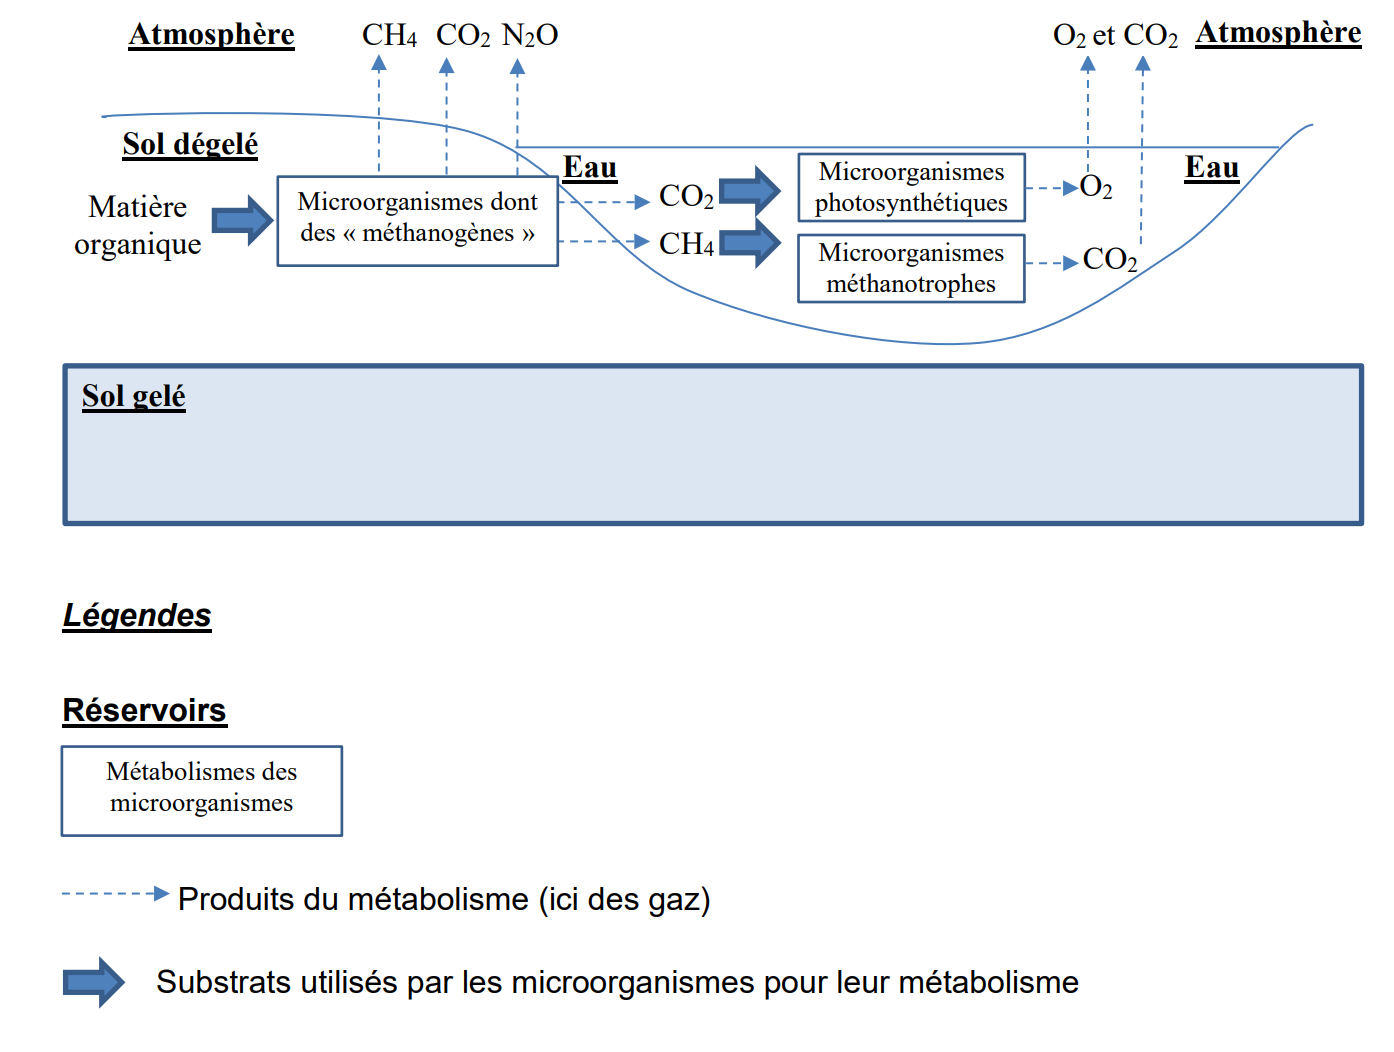 Atmosphère
CH4 CO2 N2O
O2 et CO2
Atmosphère
Sol dégelé
Eau
Eau
Matière
organique
Microorganismes dont
des « méthanogènes »
CO2
CH4
Microorganismes
photosynthétiques
O2
Microorganismes
méthanotrophes
CO2
Sol gelé
Légendes
Réservoirs
Métabolismes des
microorganismes
Produits du métabolisme (ici des gaz)
Substrats utilisés par les microorganismes pour leur métabolisme